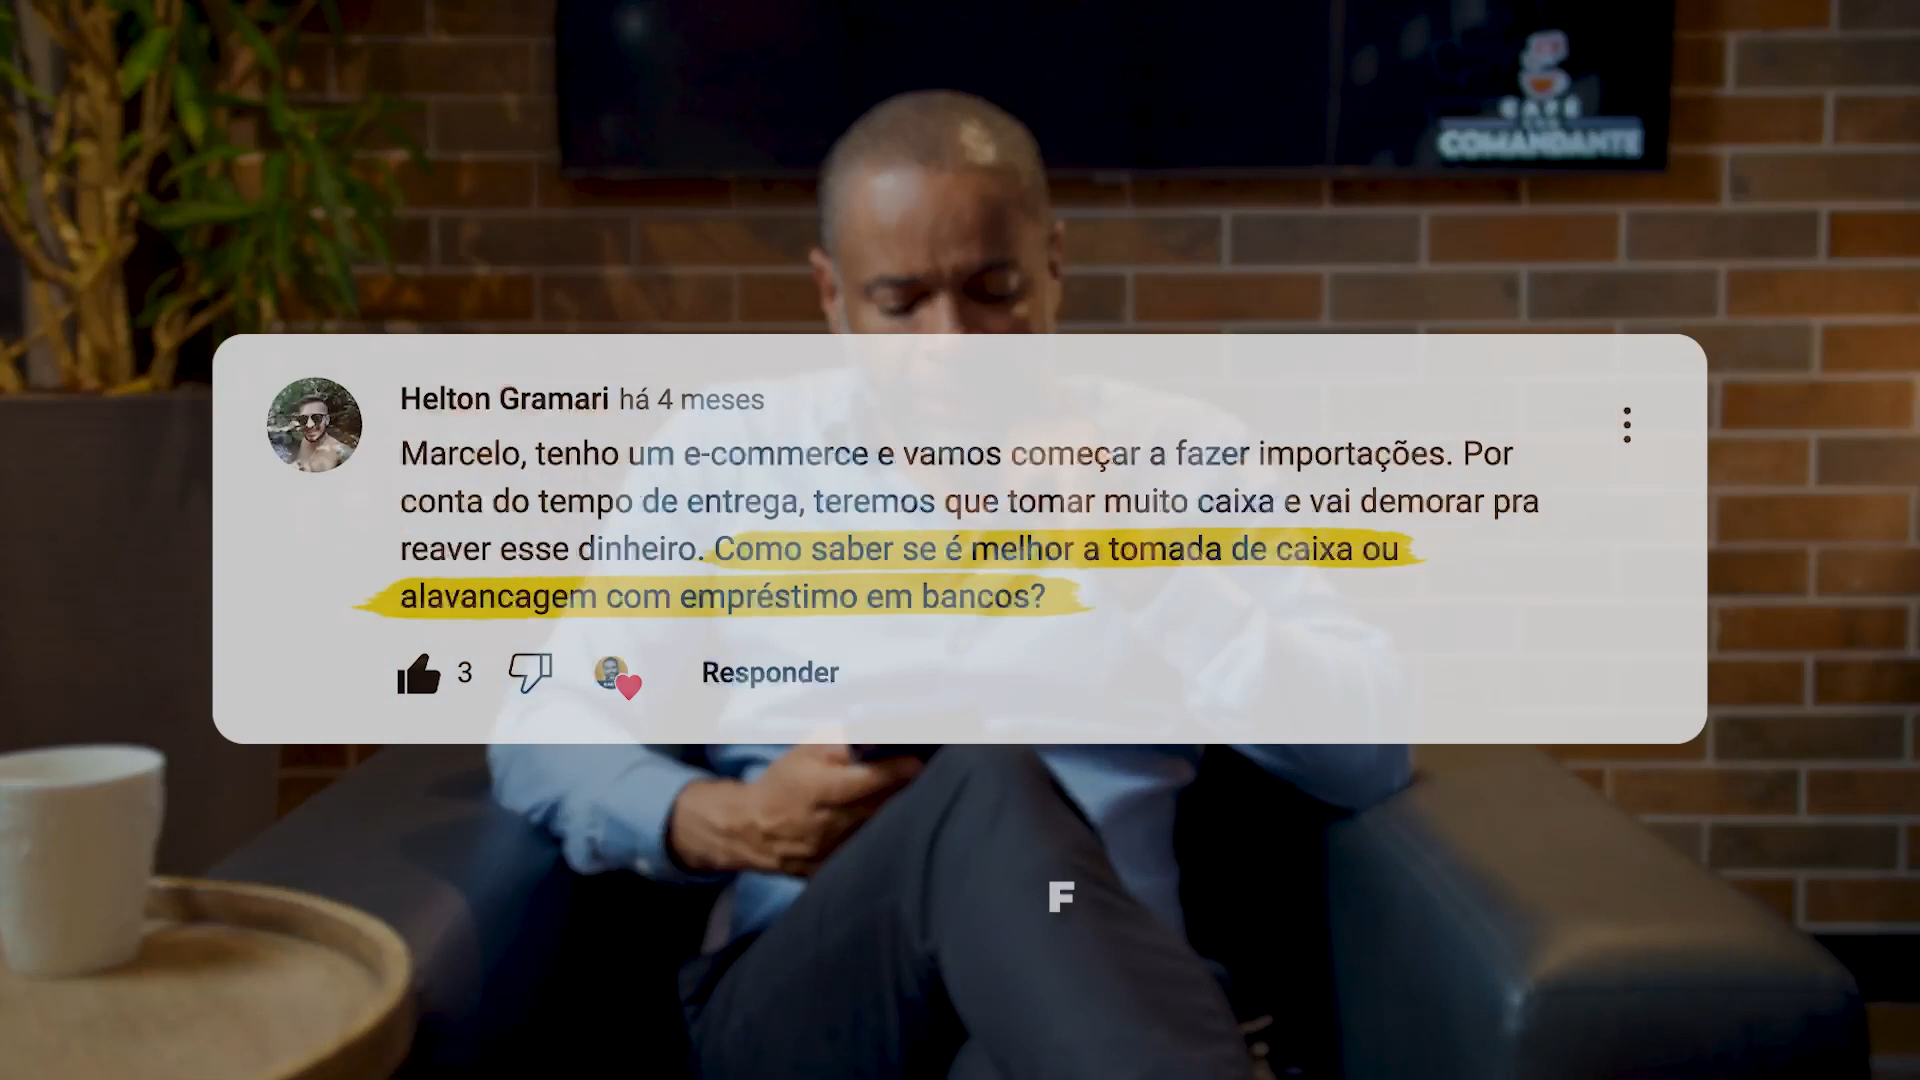 CAFÉ
COMANDANTE
Helton Gramari há 4 meses
Marcelo, tenho um e-commerce e vamos começar a fazer importações. Por
conta do tempo de entrega, teremos que tomar muito caixa e vai demorar pra
reaver esse dinheiro. Como saber se é melhor a tomada de caixa ou
alavancagem com empréstimo em bancos?
3
Responder
F